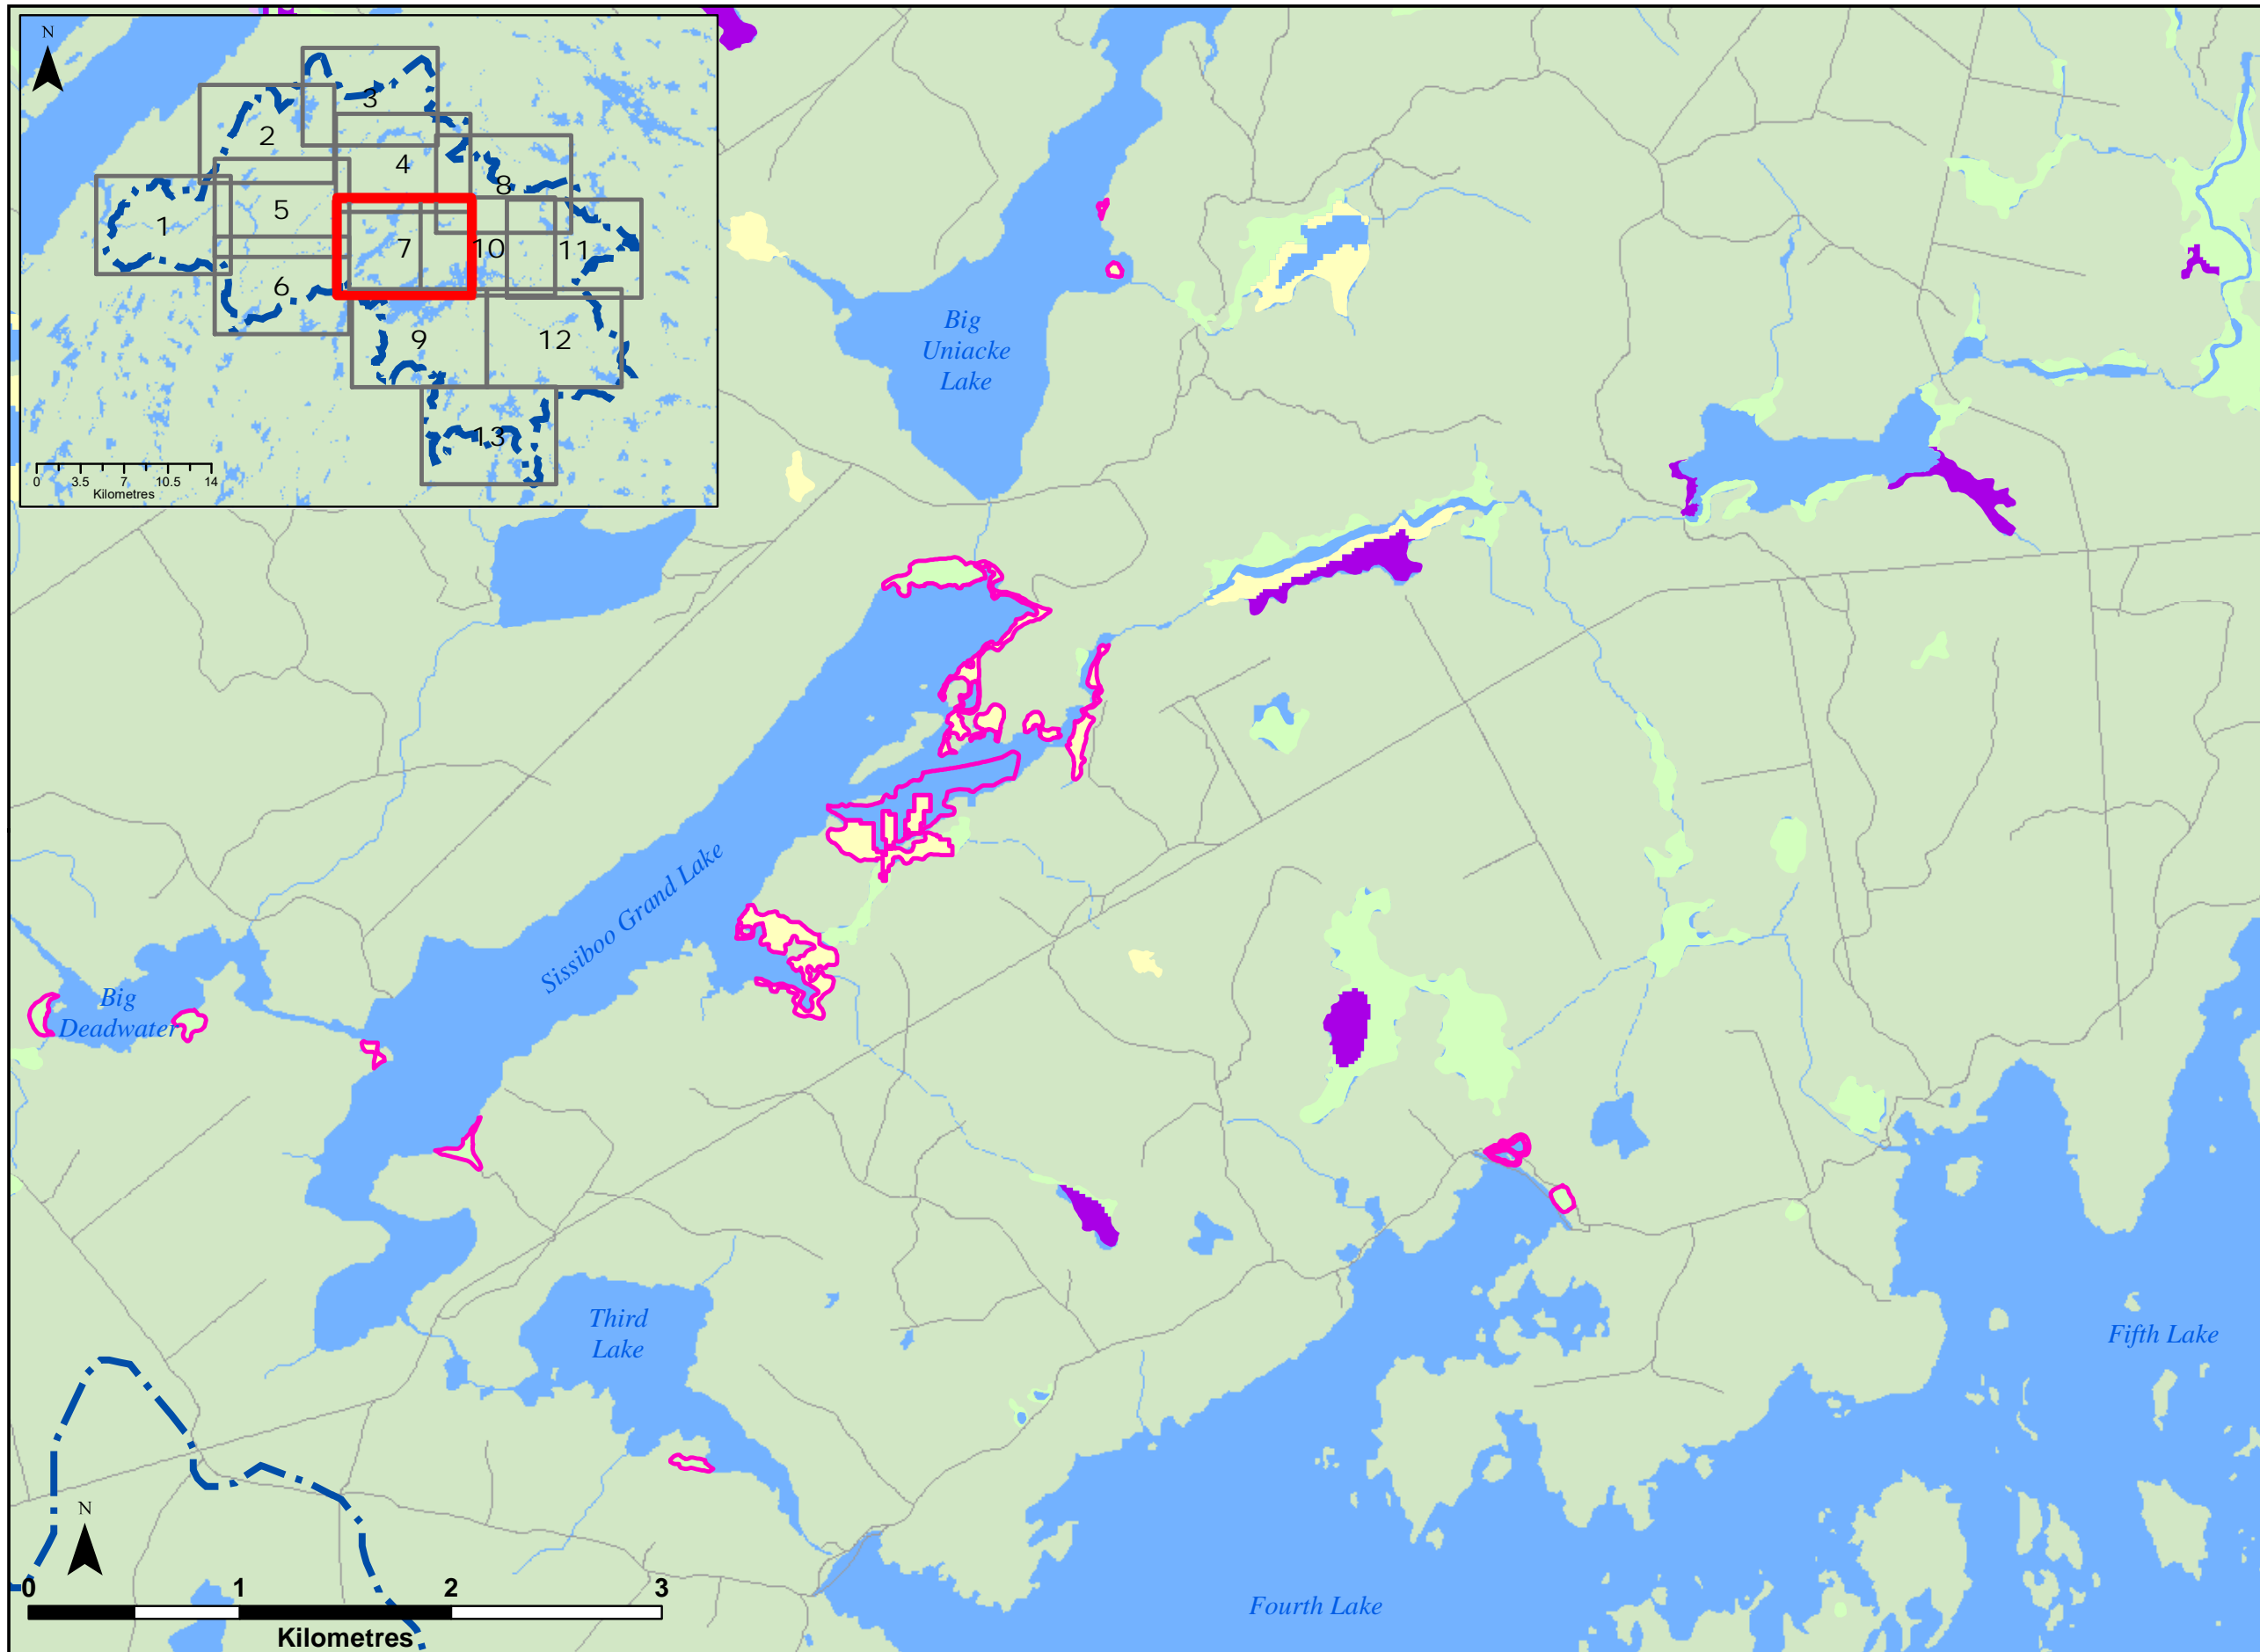 N
3
2
4
8
1
5
7
10
11
6
9
12
13
0 3.5 7 10.5 14
Kilometres
Big
Uniacke
Lake
Sissiboo Grand Lake
Big
Deadwater
Third
Lake
Fifth Lake
Fourth Lake
N
0 1 2 3
Kilometres